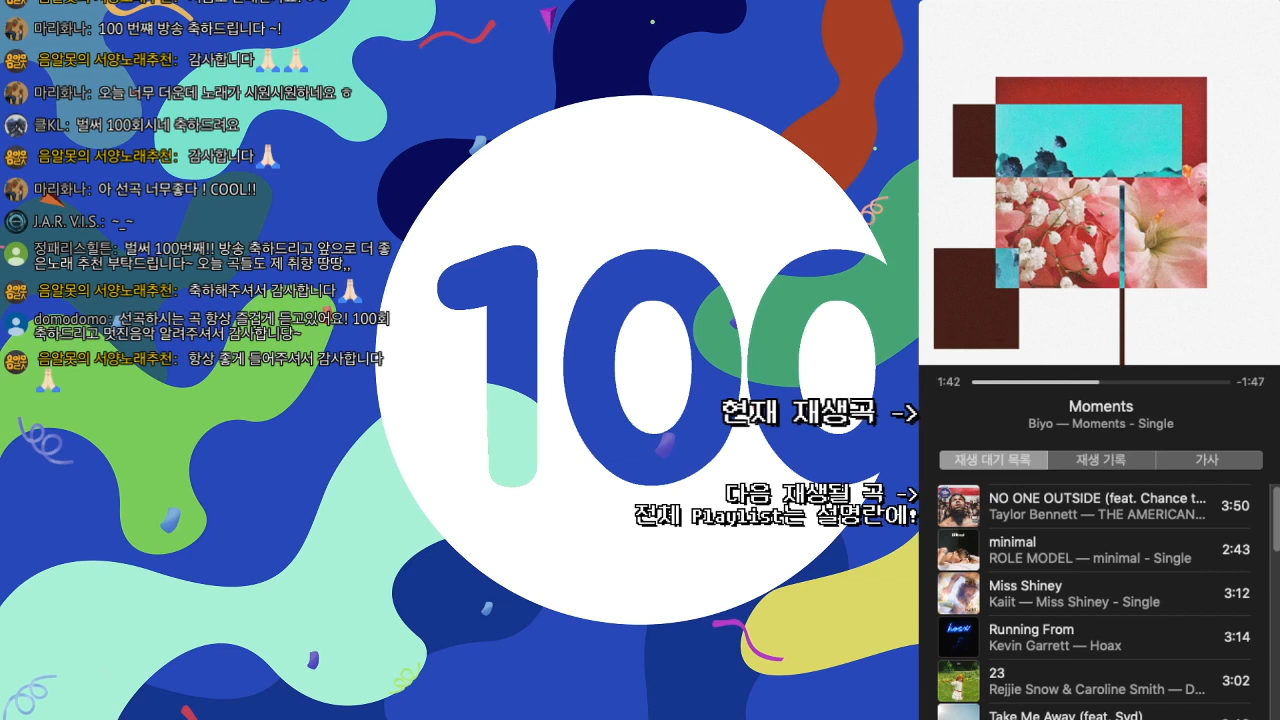 마리화나: 100 번째 방송 축하드립니다 ~!
음알못의 서양노래추천: 감사합니다🙏🏻🙏🏻
마리화나: 오늘 너무 더운데 노래가 시원시원하네요 ㅎ
클KL: 벌써 100회시네 축하드려요
음알못의 서양노래추천: 감사합니다🙏🏻
마리화나: 아 선곡 너무좋다 ! COOL!!
J.A.R. V.I.S.: ~_~
정패리스힐튼: 벌써 100번째!! 방송 축하드리고 앞으로 더 좋
은노래 추천 부탁드립니다~ 오늘 곡들도 제 취향 땅땅,,
음알못의 서양노래추천: 축하해주셔서 감사합니다🙏🏻
domodomo: 선곡하시는 곡 항상 즐겁게 듣고있어요! 100회
축하드리고 멋진음악 알려주셔서 감사합니당~
음알못의 서양노래추천: 항상 좋게 들어주셔서 감사합니다
🙏🏻
100
현재 재생곡 ->
다음 재생될 곡 ->
전체 Playlist는 설명란에!
1:42
-1:47
Moments
Biyo — Moments - Single
재생 대기 목록
재생 기록
가사
NO ONE OUTSIDE (feat. Chance t...
Taylor Bennett — THE AMERICAN...
3:50
minimal
ROLE MODEL — minimal - Single
2:43
Miss Shiney
Kaiit — Miss Shiney - Single
3:12
Running From
Kevin Garrett — Hoax
3:14
23
Rejjie Snow & Caroline Smith — D...
3:02
Take Me Away (feat. Syd)